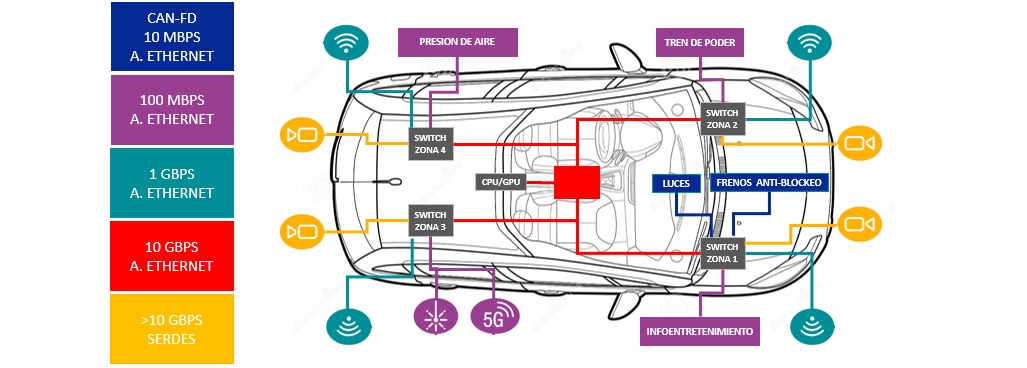 CAN-FD
10 MBPS
A. ETHERNET
100 MBPS
A. ETHERNET
1 GBPS
A. ETHERNET
10 GBPS
A. ETHERNET
>10 GBPS
SERDES
PRESION DE AIRE
TREN DE PODER
SWITCH
ZONA 4
SWITCH
ZONA 2
CPU/GPU
LUCES
FRENOS ANTI-BLOCKEO
SWITCH
ZONA 3
SWITCH
ZONA 1
5G
INFOENTRETENIMIENTO